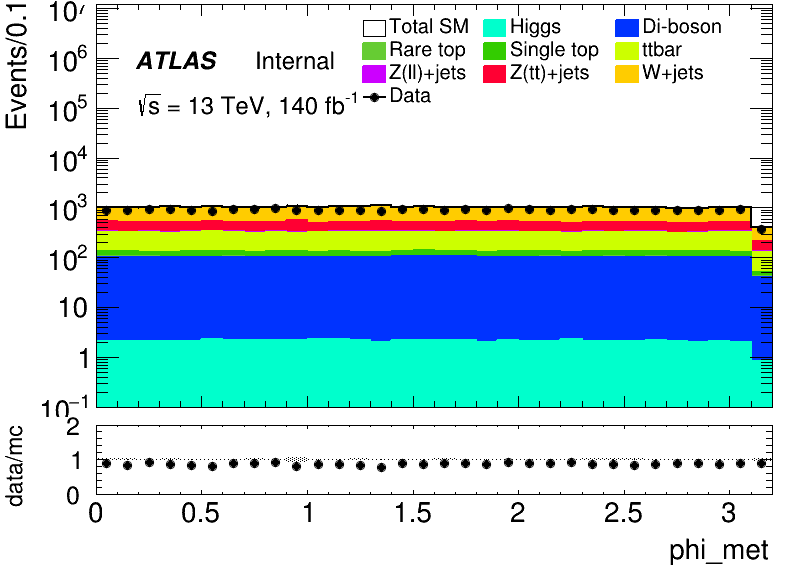 Events/0.1
10⁷
10⁶
10⁵
10⁴
10³
10²
10
1
10⁻¹
ATLAS Internal
√s = 13 TeV, 140 fb⁻¹
Total SM Higgs Di-boson
Rare top Single top ttbar
Z(ll)+jets Z(tt)+jets W+jets
Data
data/mc
2
1
0
0 0.5 1 1.5 2 2.5 3
phi_met